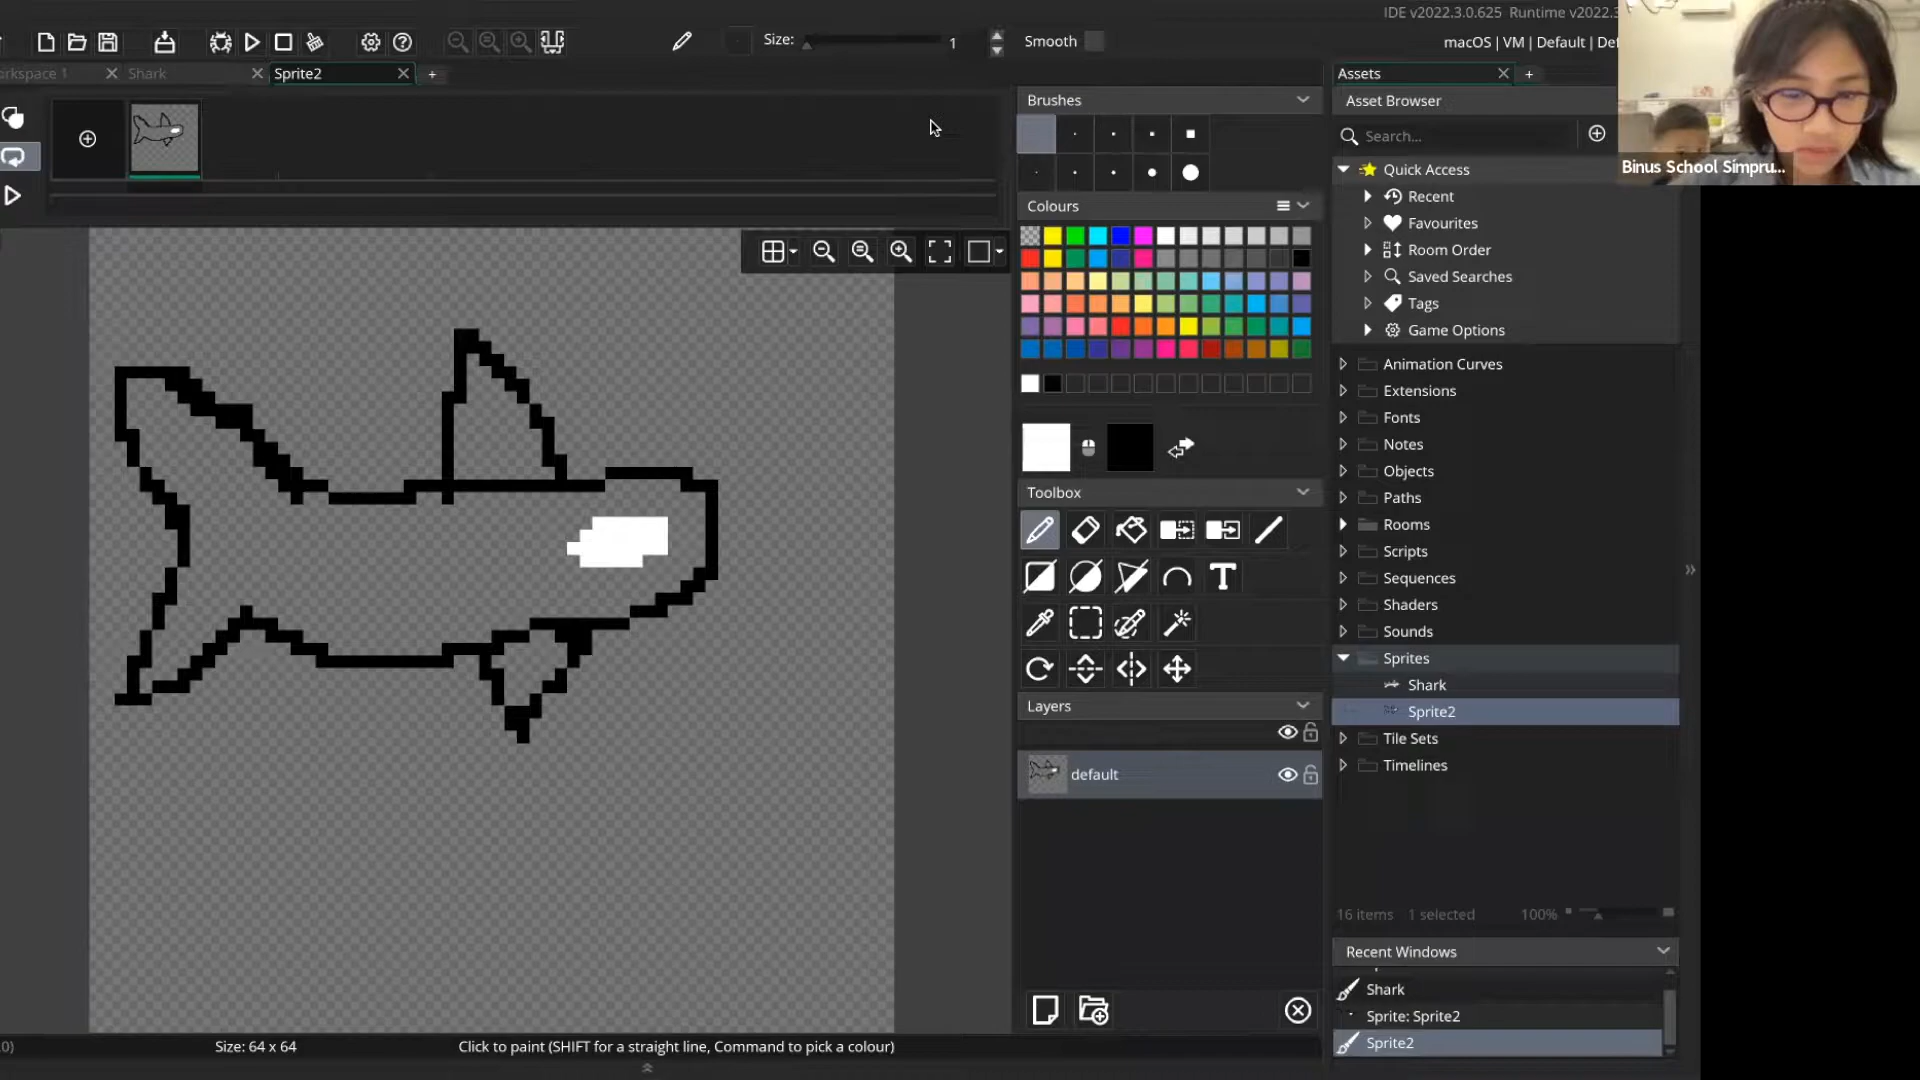 IDE v2022.3.0.625 Runtime v2022.3
Size: 1
Smooth
macOS | VM | Default | Def
rkspace 1
Shark
Sprite2
Assets
Brushes
Asset Browser
Search...
Binus School Simpru...
Quick Access
Recent
Colours
Favourites
Room Order
Saved Searches
Tags
Game Options
Animation Curves
Extensions
Fonts
Notes
Objects
Toolbox
Paths
Rooms
Scripts
Sequences
Shaders
Sounds
Sprites
Shark
Layers
Sprite2
Tile Sets
Timelines
default
16 items 1 selected 100%
Recent Windows
Shark
Sprite: Sprite2
Sprite2
0)
Size: 64 x 64
Click to paint (SHIFT for a straight line, Command to pick a colour)